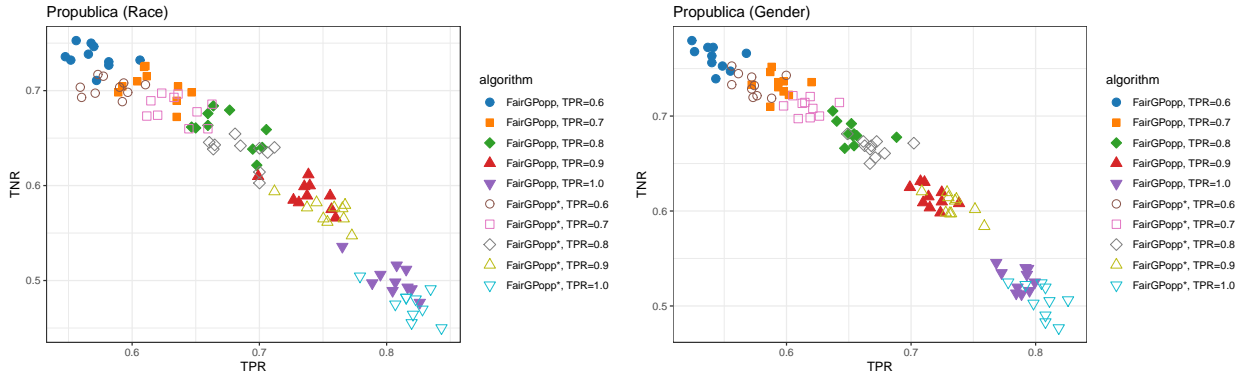 Propublica (Race)
TNR
0.7
0.6
0.5
0.6
0.7
0.8
TPR
algorithm
FairGPopp, TPR=0.6
FairGPopp, TPR=0.7
FairGPopp, TPR=0.8
FairGPopp, TPR=0.9
FairGPopp, TPR=1.0
FairGPopp*, TPR=0.6
FairGPopp*, TPR=0.7
FairGPopp*, TPR=0.8
FairGPopp*, TPR=0.9
FairGPopp*, TPR=1.0
Propublica (Gender)
TNR
0.7
0.6
0.5
0.6
0.7
0.8
TPR
algorithm
FairGPopp, TPR=0.6
FairGPopp, TPR=0.7
FairGPopp, TPR=0.8
FairGPopp, TPR=0.9
FairGPopp, TPR=1.0
FairGPopp*, TPR=0.6
FairGPopp*, TPR=0.7
FairGPopp*, TPR=0.8
FairGPopp*, TPR=0.9
FairGPopp*, TPR=1.0